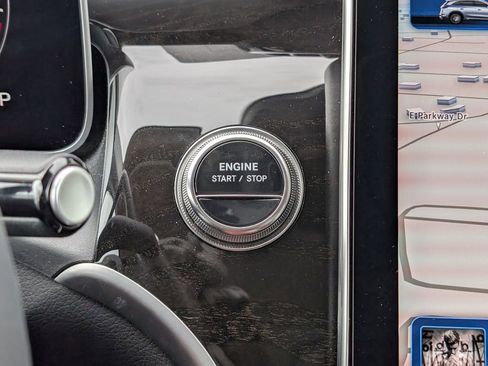 ENGINE
START / STOP
E Parkway Dr
P